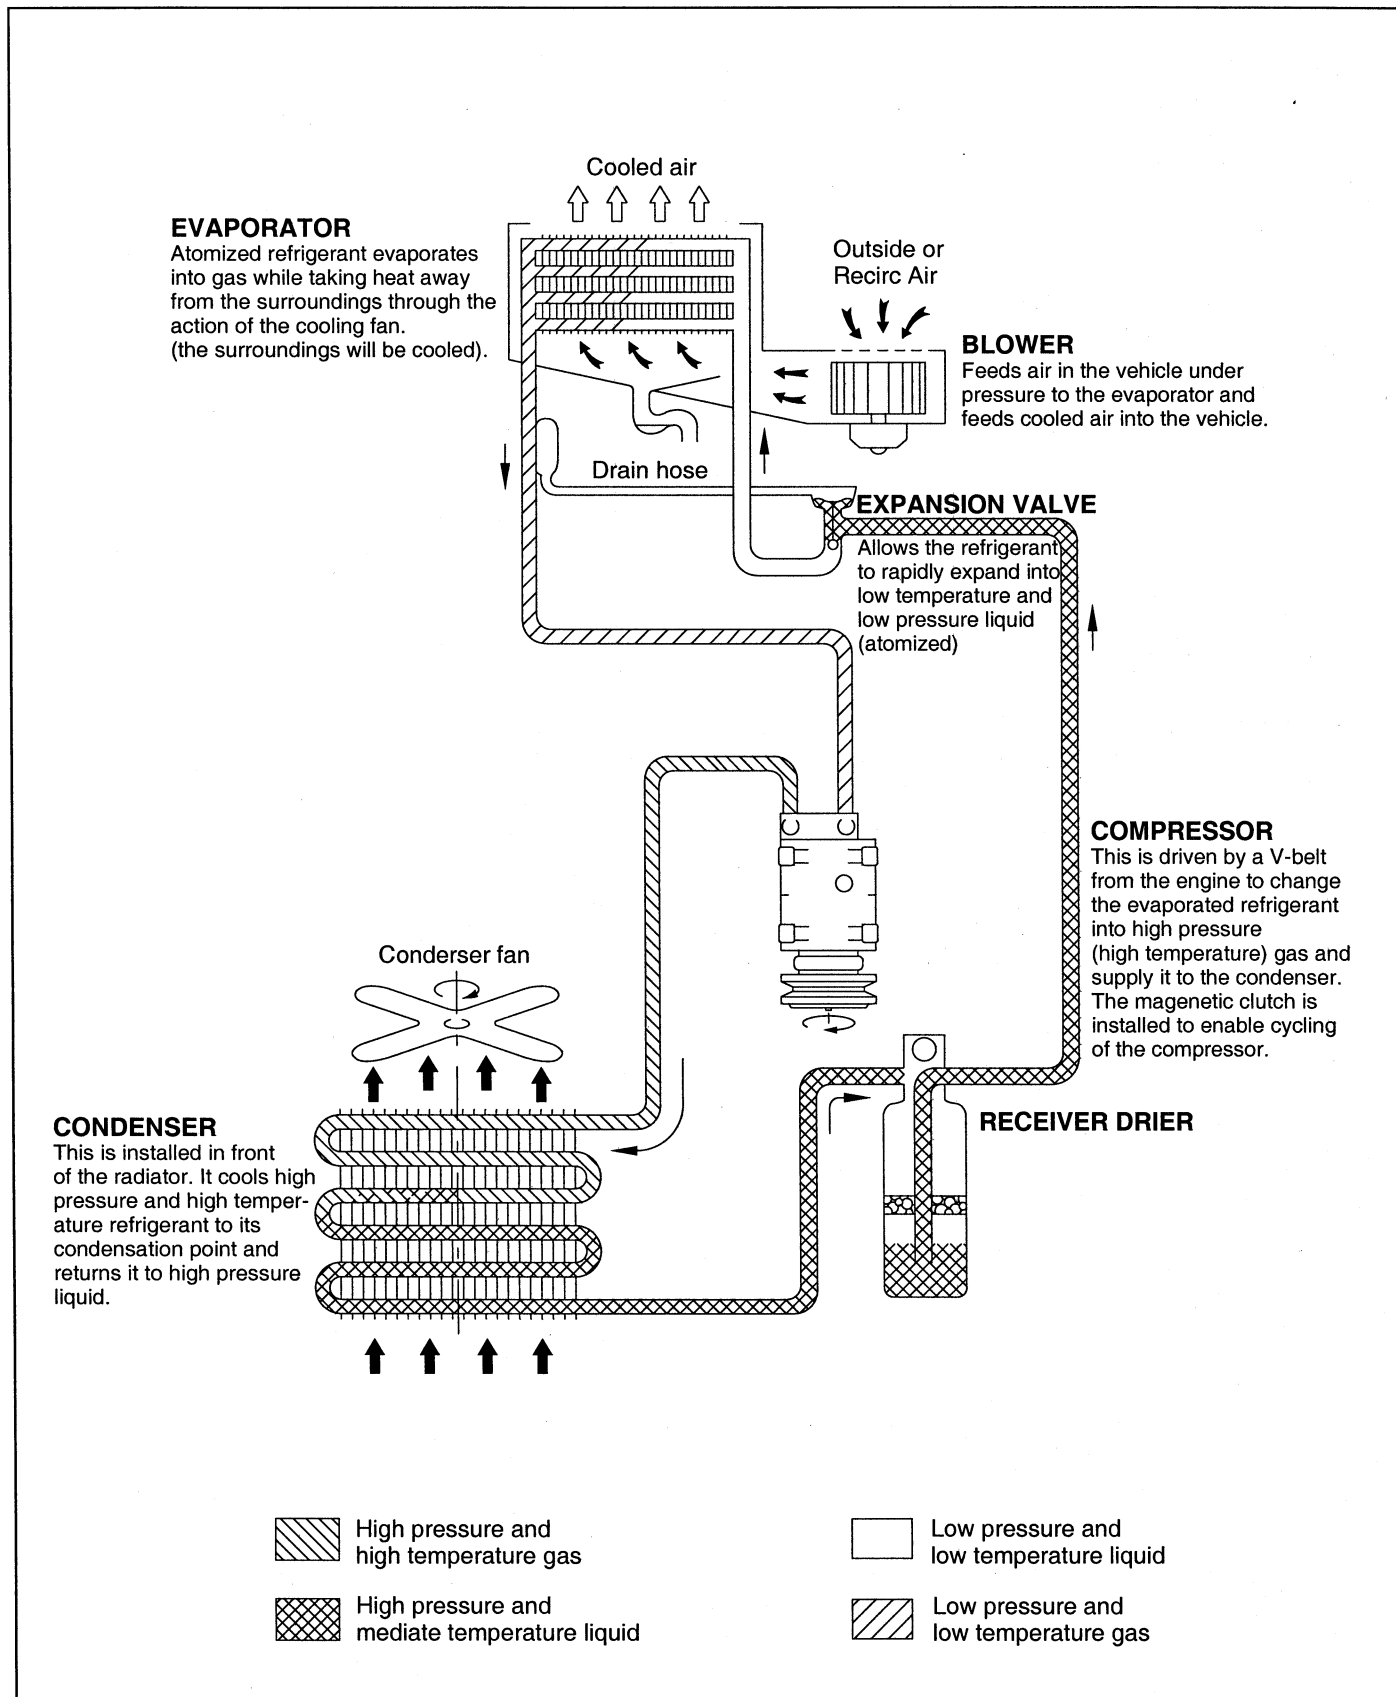 Cooled air
EVAPORATOR
Atomized refrigerant evaporates
into gas while taking heat away
from the surroundings through the
action of the cooling fan.
(the surroundings will be cooled).
Outside or
Recirc Air
BLOWER
Feeds air in the vehicle under
pressure to the evaporator and
feeds cooled air into the vehicle.
Drain hose
EXPANSION VALVE
Allows the refrigerant
to rapidly expand into
low temperature and
low pressure liquid
(atomized)
COMPRESSOR
This is driven by a V-belt
from the engine to change
the evaporated refrigerant
into high pressure
(high temperature) gas and
supply it to the condenser.
The magenetic clutch is
installed to enable cycling
of the compressor.
Conderser fan
CONDENSER
This is installed in front
of the radiator. It cools high
pressure and high temper-
ature refrigerant to its
condensation point and
returns it to high pressure
liquid.
RECEIVER DRIER
High pressure and
high temperature gas
High pressure and
mediate temperature liquid
Low pressure and
low temperature liquid
Low pressure and
low temperature gas